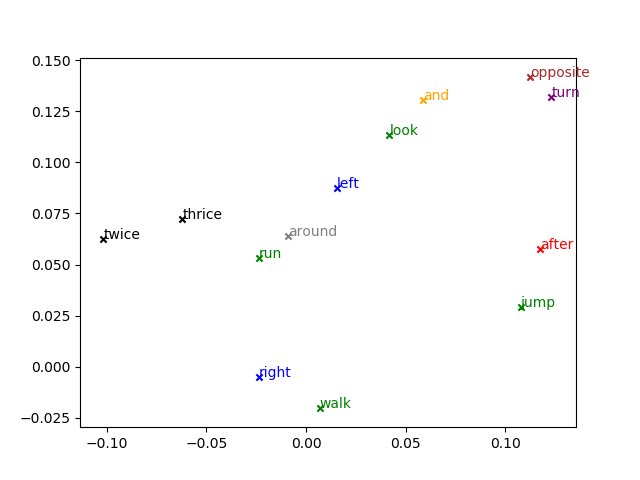 0.150
0.125
0.100
0.075
0.050
0.025
0.000
−0.025
−0.10
−0.05
0.00
0.05
0.10
opposite
turn
and
look
left
thrice
twice
around
run
after
jump
right
walk